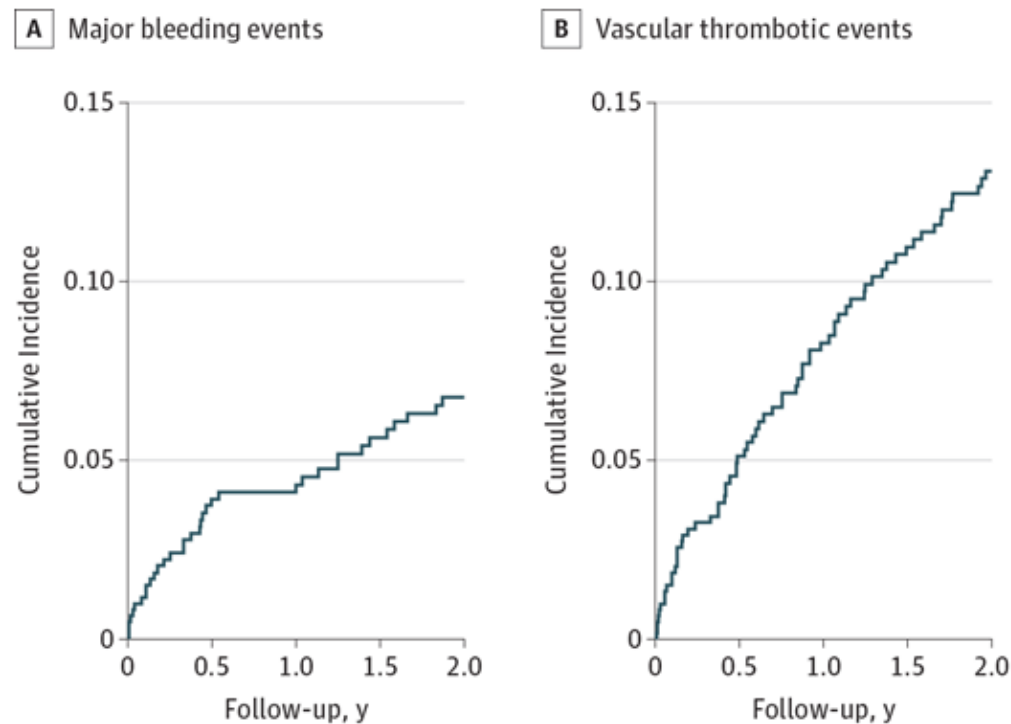 A Major bleeding events
0.15
0.10
0.05
0
Cumulative Incidence
0 0.5 1.0 1.5 2.0
Follow-up, y
B Vascular thrombotic events
0.15
0.10
0.05
0
Cumulative Incidence
0 0.5 1.0 1.5 2.0
Follow-up, y